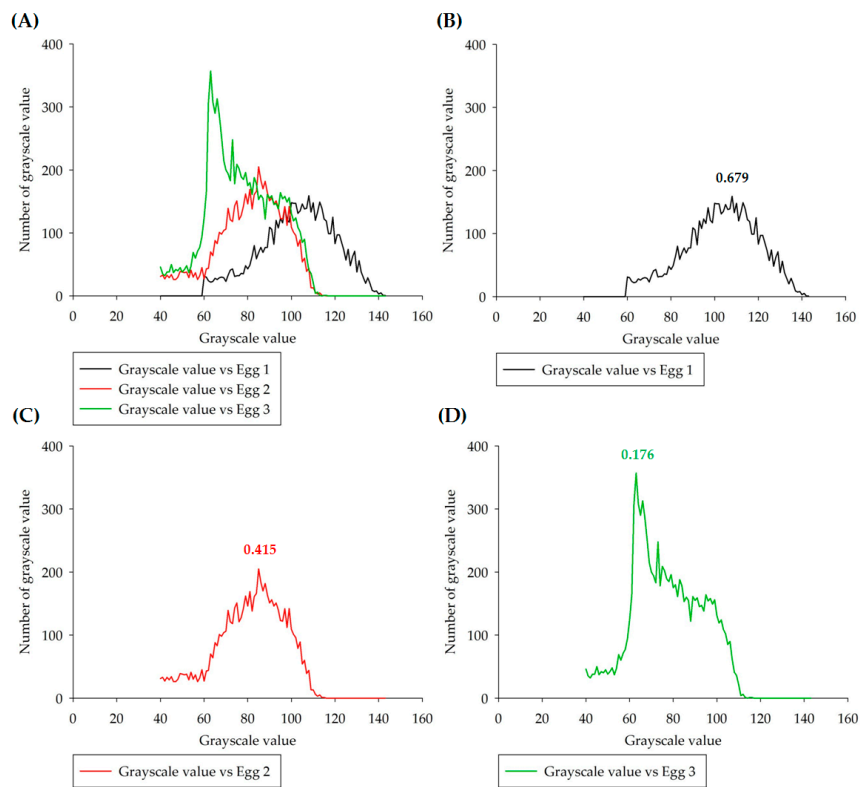 (A)
400
300
200
100
0
Number of grayscale value
0 20 40 60 80 100 120 140 160
Grayscale value
Grayscale value vs Egg 1
Grayscale value vs Egg 2
Grayscale value vs Egg 3
(B)
400
300
200
100
0
Number of grayscale value
0.679
0 20 40 60 80 100 120 140 160
Grayscale value
Grayscale value vs Egg 1
(C)
400
300
200
100
0
Number of grayscale value
0.415
0 20 40 60 80 100 120 140 160
Grayscale value
Grayscale value vs Egg 2
(D)
400
300
200
100
0
Number of grayscale value
0.176
0 20 40 60 80 100 120 140 160
Grayscale value
Grayscale value vs Egg 3